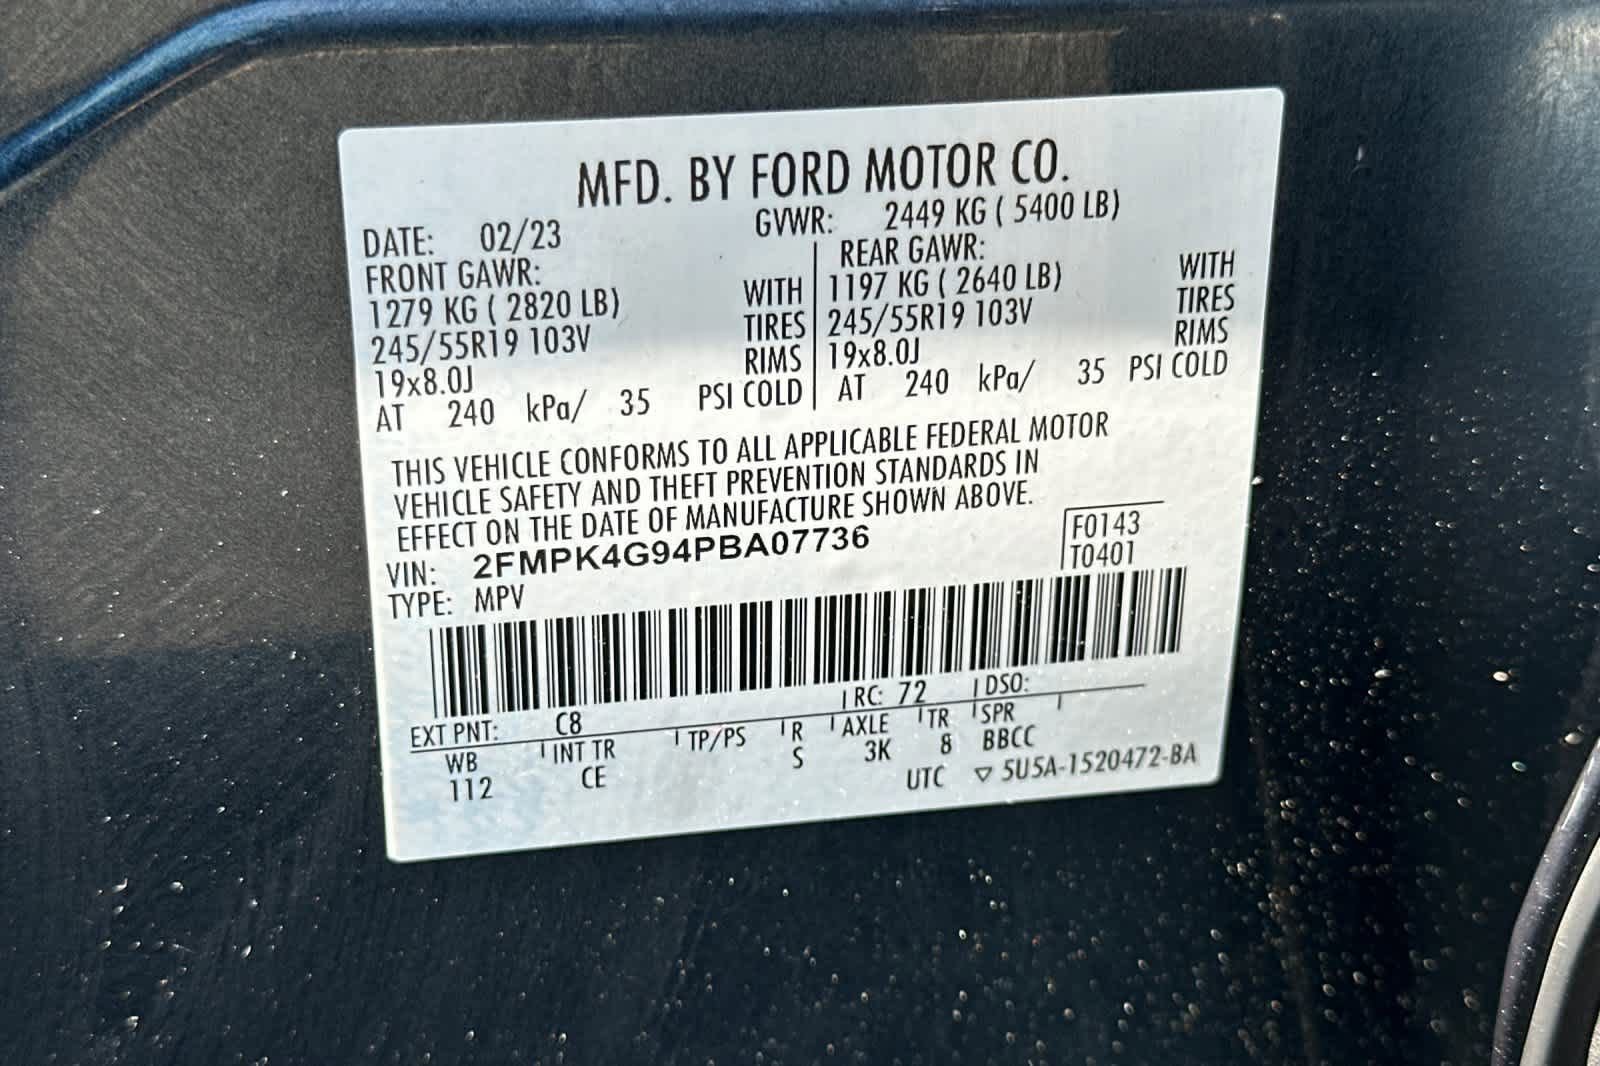 MFD. BY FORD MOTOR CO.
DATE: 02/23 GVWR: 2449 KG ( 5400 LB)
FRONT GAWR: REAR GAWR:
1279 KG ( 2820 LB) WITH 1197 KG ( 2640 LB) WITH
245/55R19 103V TIRES 245/55R19 103V TIRES
19x8.0J RIMS 19x8.0J RIMS
AT 240 kPa/ 35 PSI COLD AT 240 kPa/ 35 PSI COLD
THIS VEHICLE CONFORMS TO ALL APPLICABLE FEDERAL MOTOR
VEHICLE SAFETY AND THEFT PREVENTION STANDARDS IN
EFFECT ON THE DATE OF MANUFACTURE SHOWN ABOVE.
VIN: 2FMPK4G94PBA07736 F0143
TYPE: MPV T0401
EXT PNT: C8 RC: 72 DSO:
WB INT TR TP/PS R AXLE TR SPR
112 CE S 3K 8 BBCC
UTC ▽ 5U5A-1520472-BA